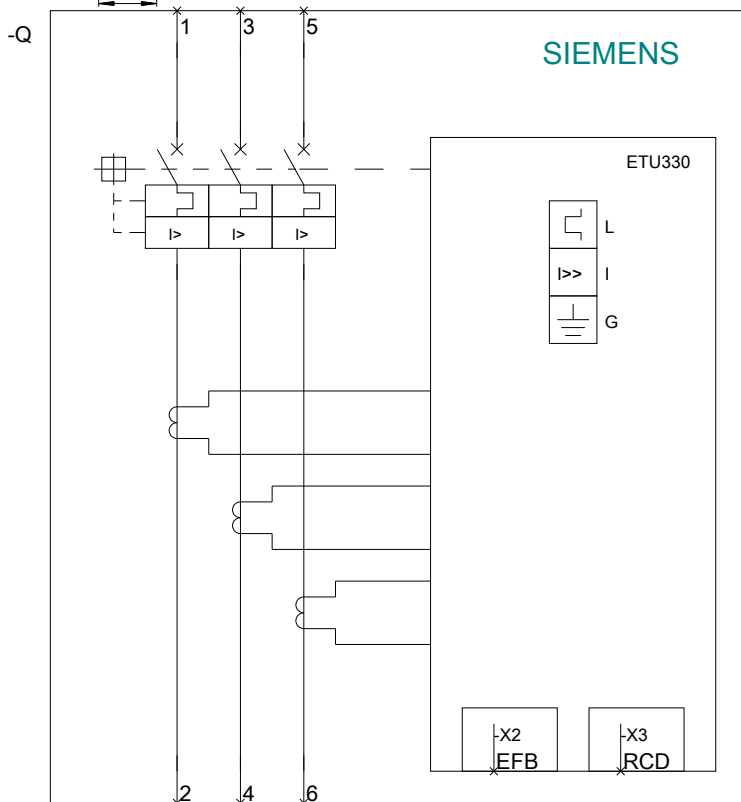 1 3 5
-Q
SIEMENS
ETU330
L
I> I> I>
I>> I
G
-X2 -X3
EFB RCD
2 4 6